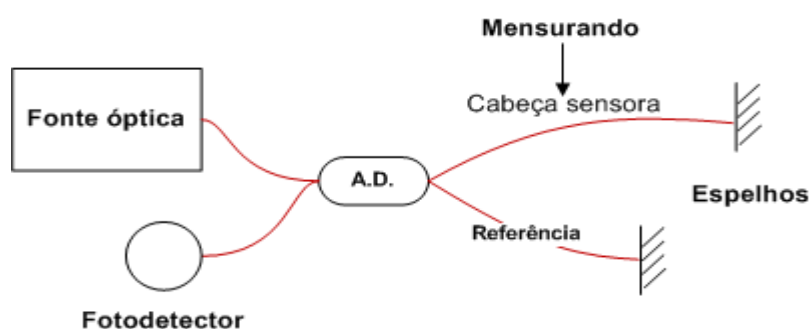 Mensurando
Cabeça sensora
Fonte óptica
A.D.
Espelhos
Referência
Fotodetector